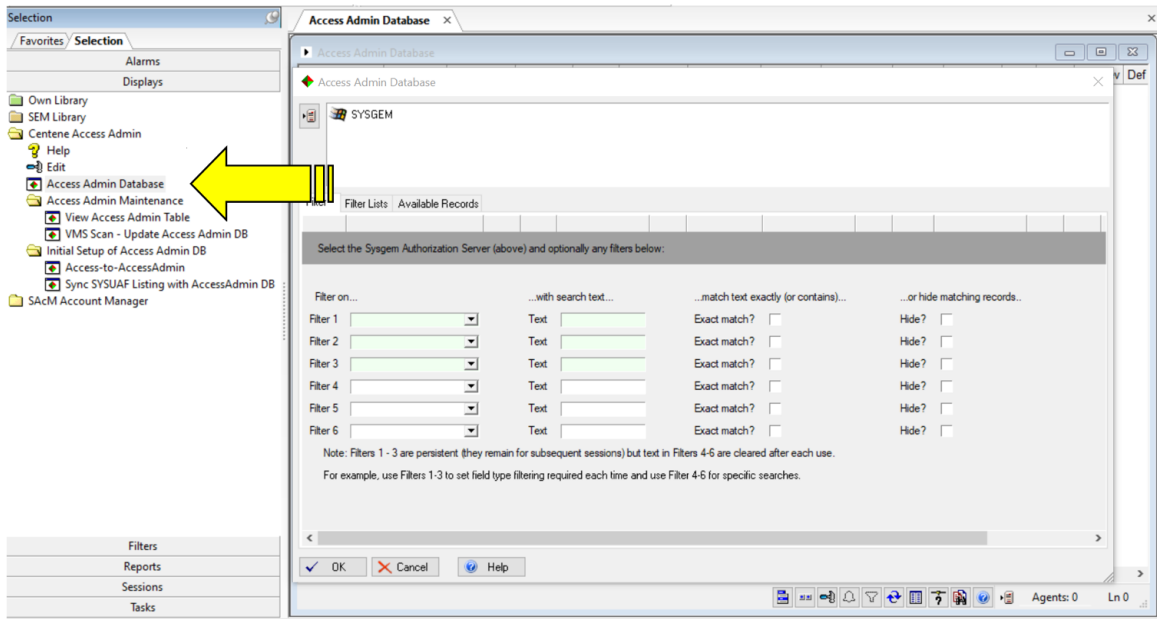 Selection
Favorites Selection
Alarms
Displays
Own Library
SEM Library
Centene Access Admin
Help
Edit
Access Admin Database
Access Admin Maintenance
View Access Admin Table
VMS Scan - Update Access Admin DB
Initial Setup of Access Admin DB
Access-to-AccessAdmin
Sync SYSUAF Listing with AccessAdmin DB
SAcM Account Manager
Filters
Reports
Sessions
Tasks
Access Admin Database
Access Admin Database
Def
Access Admin Database
SYSGEM
Filter Lists Available Records
Select the Sysgem Authorization Server (above) and optionally any filters below:
Filter on... ...with search text... ...match text exactly (or contains)... ...or hide matching records..
Filter 1 Text Exact match? Hide?
Filter 2 Text Exact match? Hide?
Filter 3 Text Exact match? Hide?
Filter 4 Text Exact match? Hide?
Filter 5 Text Exact match? Hide?
Filter 6 Text Exact match? Hide?
Note: Filters 1 - 3 are persistent (they remain for subsequent sessions) but text in Filters 4-6 are cleared after each use.
For example, use Filters 1-3 to set field type filtering required each time and use Filter 4-6 for specific searches.
OK Cancel Help
Agents: 0 Ln 0